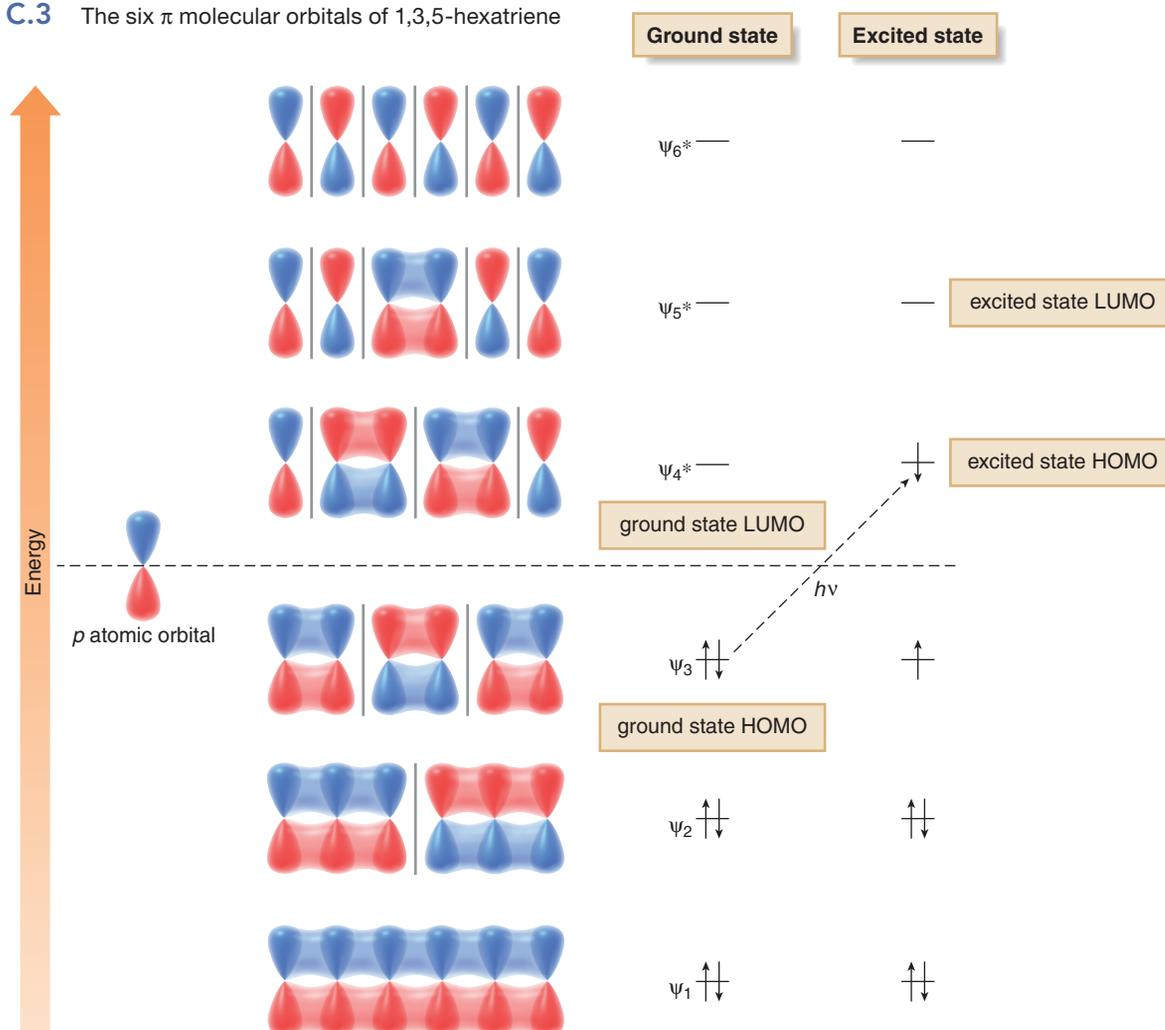 C.3 The six π molecular orbitals of 1,3,5-hexatriene
Ground state Excited state
ψ6*
ψ5* excited state LUMO
ψ4* excited state HOMO
ground state LUMO
Energy
hν
p atomic orbital
ψ3
ground state HOMO
ψ2
ψ1